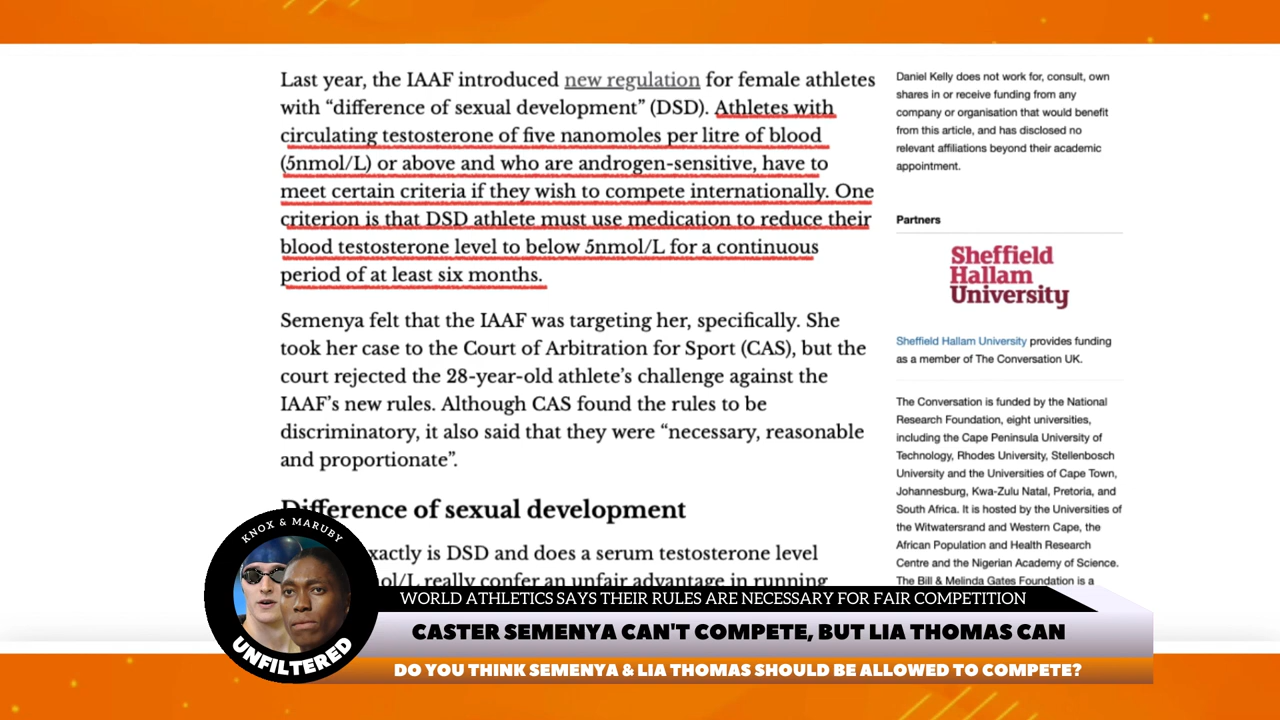 Last year, the IAAF introduced new regulation for female athletes
with “difference of sexual development” (DSD). Athletes with
circulating testosterone of five nanomoles per litre of blood
(5nmol/L) or above and who are androgen-sensitive, have to
meet certain criteria if they wish to compete internationally. One
criterion is that DSD athlete must use medication to reduce their
blood testosterone level to below 5nmol/L for a continuous
period of at least six months.
Semenya felt that the IAAF was targeting her, specifically. She
took her case to the Court of Arbitration for Sport (CAS), but the
court rejected the 28-year-old athlete’s challenge against the
IAAF’s new rules. Although CAS found the rules to be
discriminatory, it also said that they were “necessary, reasonable
and proportionate”.
Difference of sexual development
xactly is DSD and does a serum testosterone level
ol/L really confer an unfair advantage in running
Daniel Kelly does not work for, consult, own
shares in or receive funding from any
company or organisation that would benefit
from this article, and has disclosed no
relevant affiliations beyond their academic
appointment.
Partners
Sheffield
Hallam
University
Sheffield Hallam University provides funding
as a member of The Conversation UK.
The Conversation is funded by the National
Research Foundation, eight universities,
including the Cape Peninsula University of
Technology, Rhodes University, Stellenbosch
University and the Universities of Cape Town,
Johannesburg, Kwa-Zulu Natal, Pretoria, and
South Africa. It is hosted by the Universities of
the Witwatersrand and Western Cape, the
African Population and Health Research
Centre and the Nigerian Academy of Science.
The Bill & Melinda Gates Foundation is a
KNOX & MARUBY
UNFILTERED
WORLD ATHLETICS SAYS THEIR RULES ARE NECESSARY FOR FAIR COMPETITION
CASTER SEMENYA CAN'T COMPETE, BUT LIA THOMAS CAN
DO YOU THINK SEMENYA & LIA THOMAS SHOULD BE ALLOWED TO COMPETE?